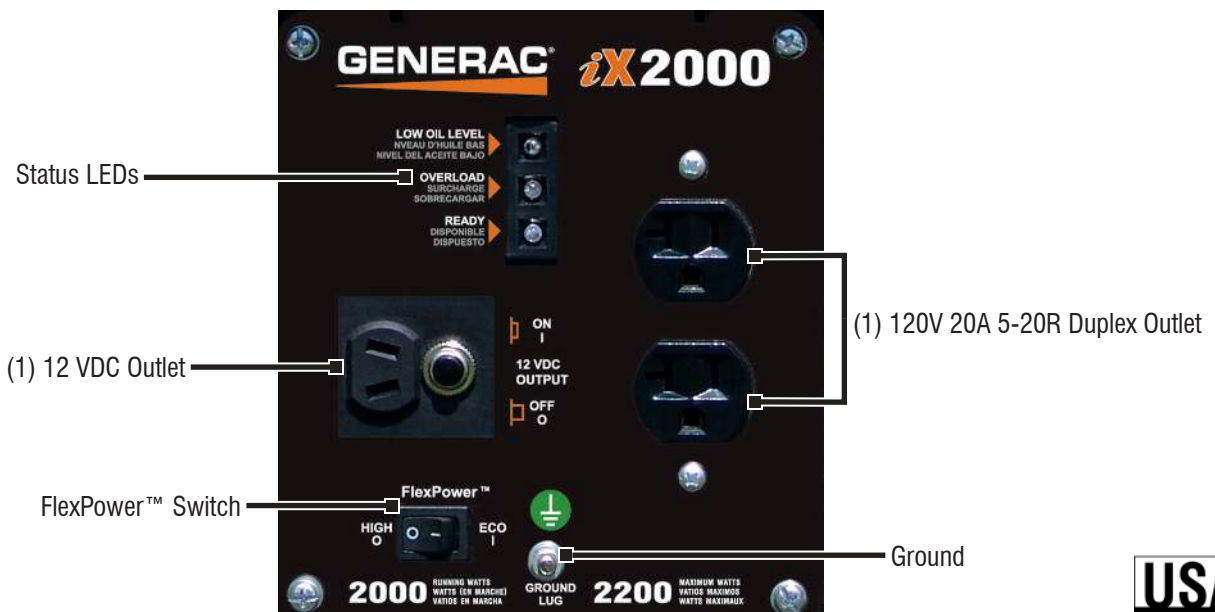 GENERAC® iX2000
LOW OIL LEVEL
NVEAU D'HUILE BAS
NIVEL DEL ACEITE BAJO
Status LEDs
OVERLOAD
SURCHARGE
SOBRECARGAR
READY
DISPONIBLE
DISPUESTO
(1) 120V 20A 5-20R Duplex Outlet
ON
I
(1) 12 VDC Outlet
12 VDC
OUTPUT
OFF
O
FlexPower™ Switch
FlexPower™
HIGH
O
O –
ECO
I
Ground
2000 RUNNING WATTS
WATTS (EN MARCHE)
VATIOS EN MARCHA
GROUND
LUG
2200 MAXIMUM WATTS
VATIOS MAXIMOS
WATTS MAXIMAUX
USA